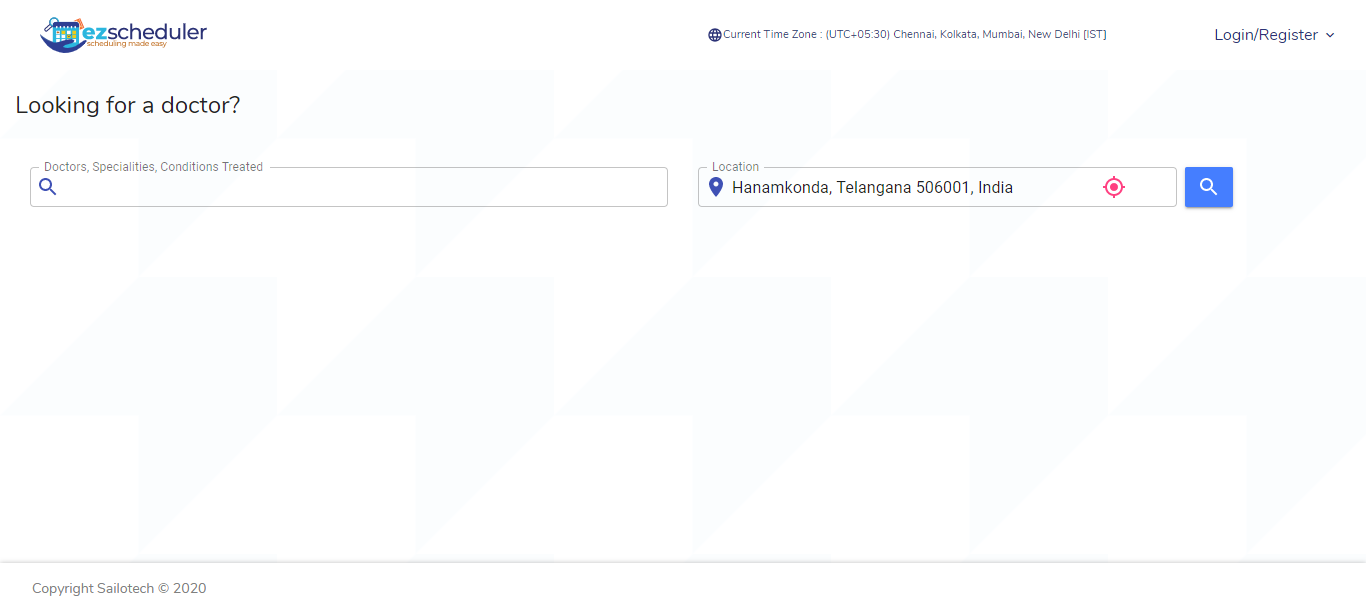 ezscheduler
scheduling made easy
Current Time Zone : (UTC+05:30) Chennai, Kolkata, Mumbai, New Delhi [IST]
Login/Register
Looking for a doctor?
Doctors, Specialities, Conditions Treated
Location
Hanamkonda, Telangana 506001, India
Copyright Sailotech © 2020